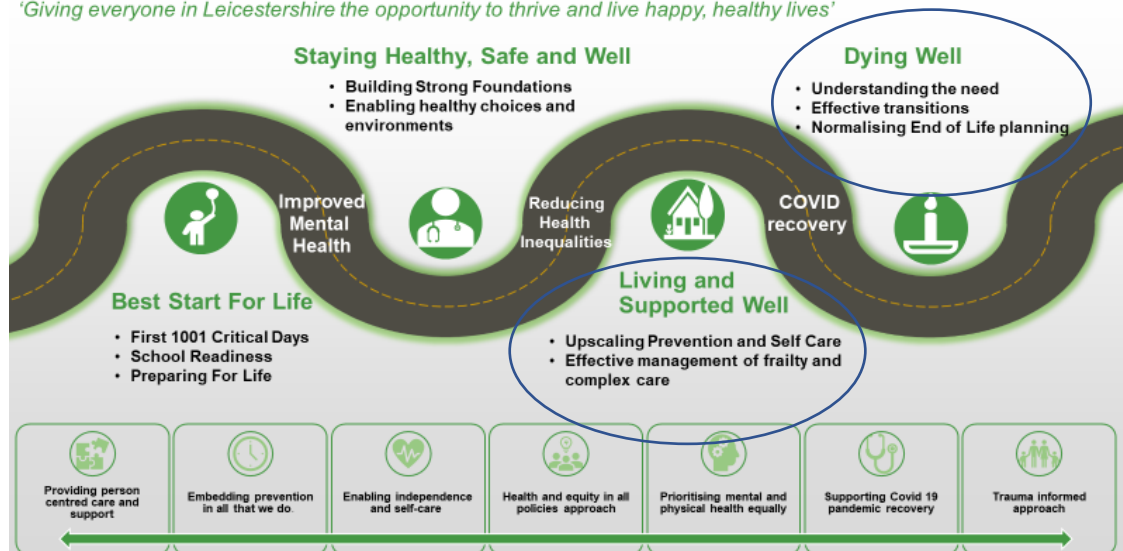 ‘Giving everyone in Leicestershire the opportunity to thrive and live happy, healthy lives’
Staying Healthy, Safe and Well
• Building Strong Foundations
• Enabling healthy choices and
environments
Dying Well
• Understanding the need
• Effective transitions
• Normalising End of Life planning
Improved
Mental
Health
Reducing
Health
Inequalities
COVID
recovery
Best Start For Life
• First 1001 Critical Days
• School Readiness
• Preparing For Life
Living and
Supported Well
• Upscaling Prevention and Self Care
• Effective management of frailty and
complex care
Providing person
centred care and
support
Embedding prevention
in all that we do.
Enabling independence
and self-care
Health and equity in all
policies approach
Prioritising mental and
physical health equally
Supporting Covid 19
pandemic recovery
Trauma informed
approach